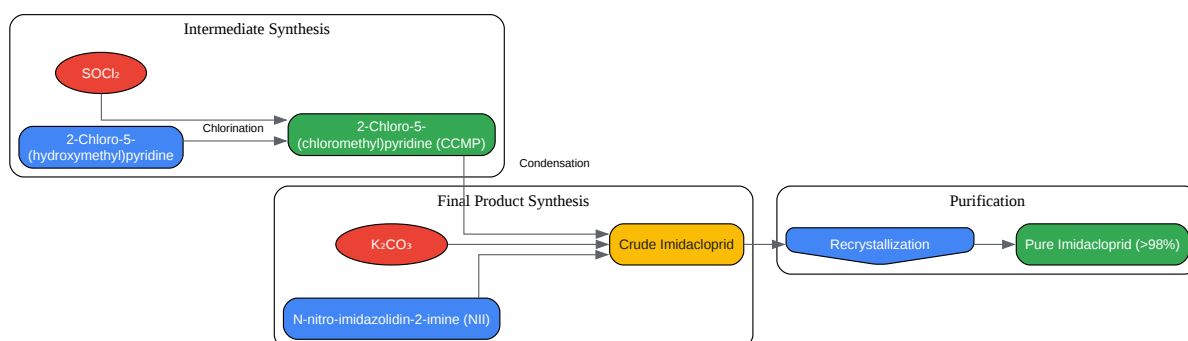 Intermediate Synthesis
SOCl₂
Chlorination
2-Chloro-5-
(hydroxymethyl)pyridine
2-Chloro-5-
(chloromethyl)pyridine (CCMP)
Condensation
Final Product Synthesis
K₂CO₃
Crude Imidacloprid
N-nitro-imidazolidin-2-imine (NII)
Purification
Recrystallization
Pure Imidacloprid (>98%)